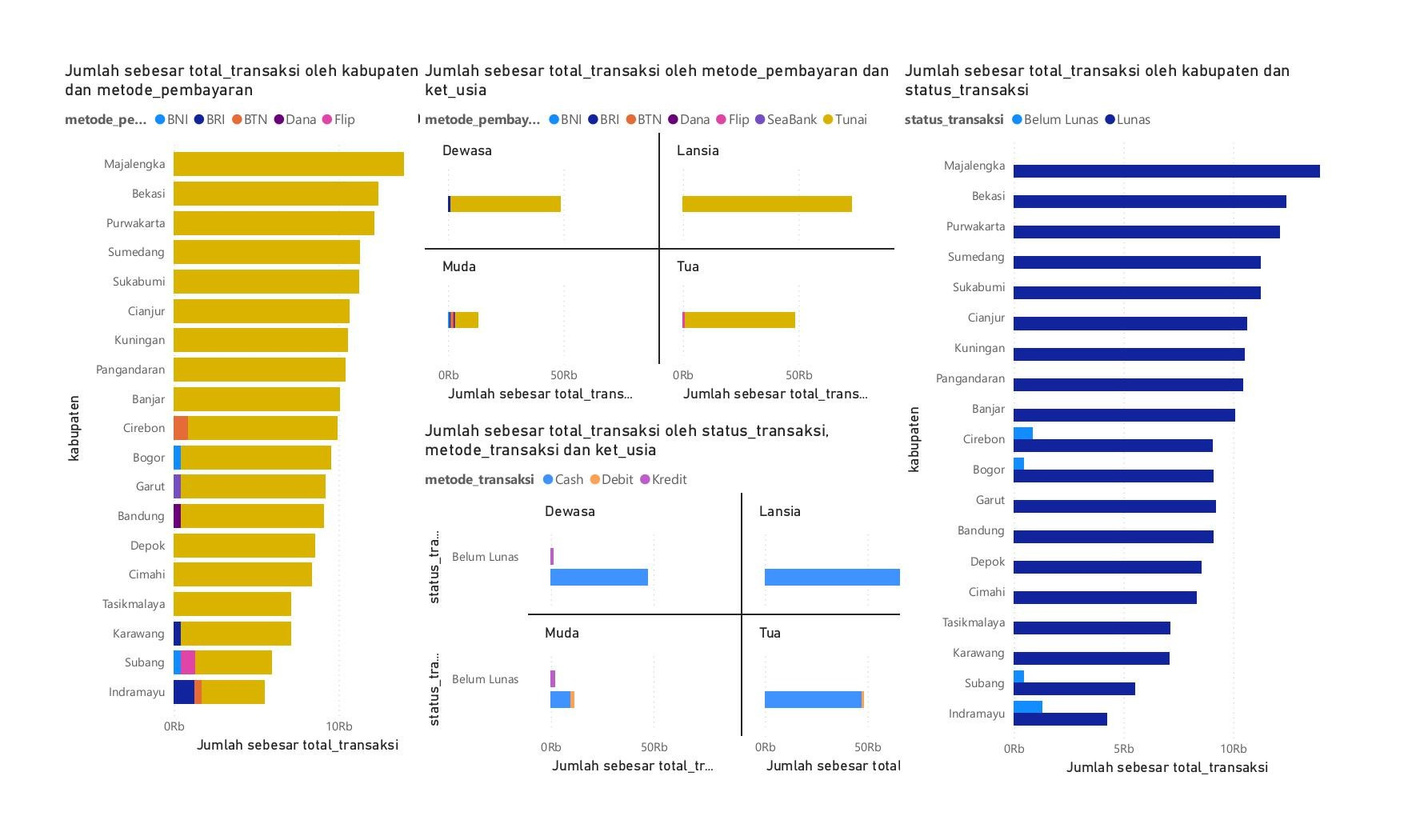 Jumlah sebesar total_transaksi oleh kabupaten
dan metode_pembayaran
metode_pe... BNI BRI BTN Dana Flip
kabupaten
Majalengka
Bekasi
Purwakarta
Sumedang
Sukabumi
Cianjur
Kuningan
Pangandaran
Banjar
Cirebon
Bogor
Garut
Bandung
Depok
Cimahi
Tasikmalaya
Karawang
Subang
Indramayu
0Rb 10Rb
Jumlah sebesar total_transaksi
Jumlah sebesar total_transaksi oleh metode_pembayaran dan
ket_usia
metode_pembay... BNI BRI BTN Dana Flip SeaBank Tunai
Dewasa Lansia
Muda Tua
0Rb 50Rb 0Rb 50Rb
Jumlah sebesar total_trans... Jumlah sebesar total_trans...
Jumlah sebesar total_transaksi oleh status_transaksi,
metode_transaksi dan ket_usia
metode_transaksi Cash Debit Kredit
Dewasa Lansia
status_tra...
Belum Lunas
Muda Tua
status_tra...
Belum Lunas
0Rb 50Rb 0Rb 50Rb
Jumlah sebesar total_tr... Jumlah sebesar total
Jumlah sebesar total_transaksi oleh kabupaten dan
status_transaksi
status_transaksi Belum Lunas Lunas
kabupaten
Majalengka
Bekasi
Purwakarta
Sumedang
Sukabumi
Cianjur
Kuningan
Pangandaran
Banjar
Cirebon
Bogor
Garut
Bandung
Depok
Cimahi
Tasikmalaya
Karawang
Subang
Indramayu
0Rb 5Rb 10Rb
Jumlah sebesar total_transaksi